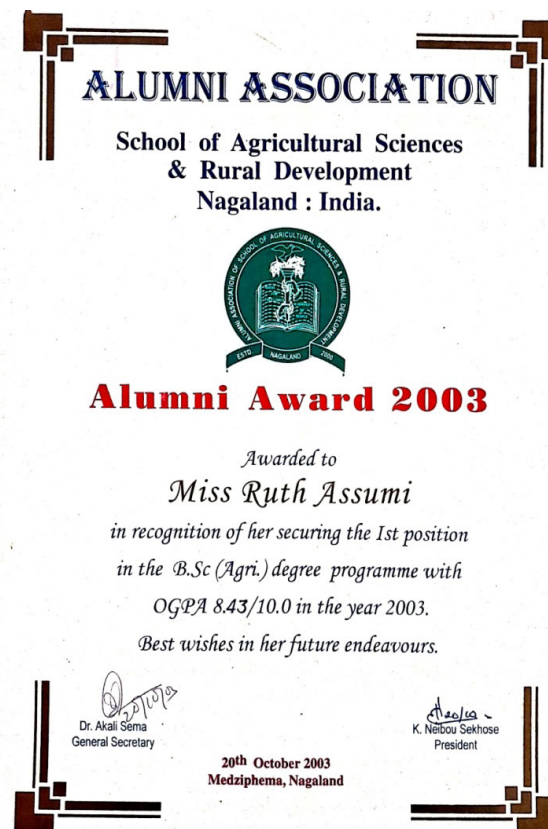 ALUMNI ASSOCIATION
School of Agricultural Sciences
& Rural Development
Nagaland : India.
ALUMNI ASSOCIATION OF SCHOOL OF AGRICULTURAL SCIENCES & RURAL DEVELOPMENT
ESTD NAGALAND 2000
Alumni Award 2003
Awarded to
Miss Ruth Assumi
in recognition of her securing the Ist position
in the B.Sc (Agri.) degree programme with
OGPA 8.43/10.0 in the year 2003.
Best wishes in her future endeavours.
20/10/03
Dr. Akali Sema
General Secretary
K. Neibou Sekhose
President
20th October 2003
Medziphema, Nagaland